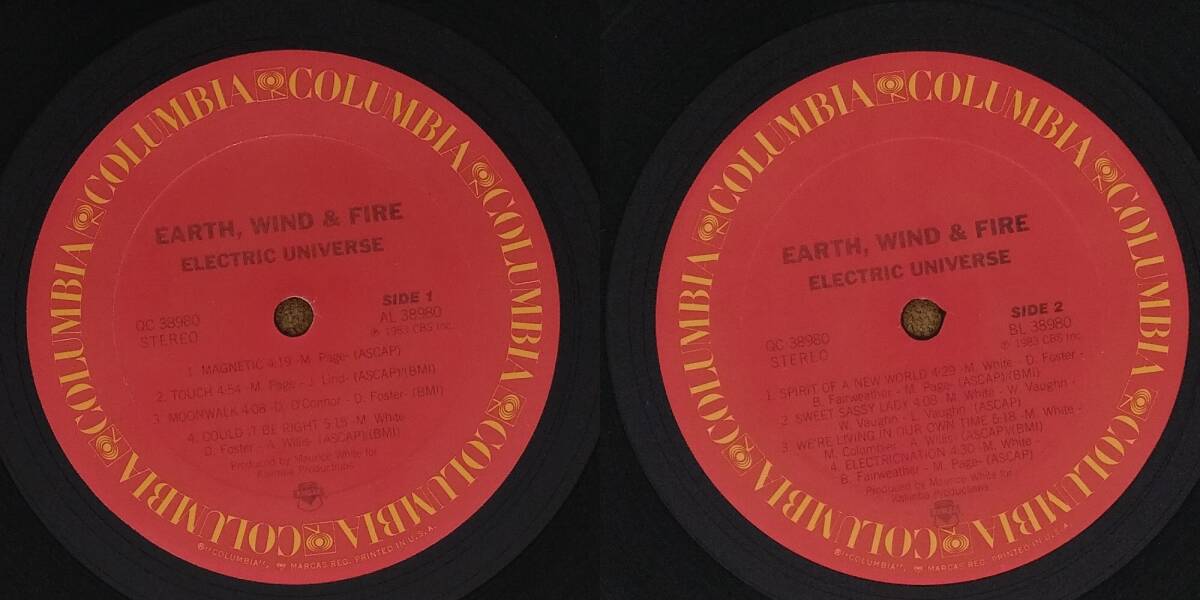 COLUMBIA COLUMBIA COLUMBIA COLUMBIA COLUMBIA COLUMBIA COLUMBIA COLUMBIA
EARTH, WIND & FIRE
ELECTRIC UNIVERSE
SIDE 1
QC 38980
AL 38980
STEREO
℗ 1983 CBS Inc.
1. MAGNETIC 4:19 -M. Page- (ASCAP)
2. TOUCH 4:54 -M. Page - J. Lind- (ASCAP)(BMI)
3. MOONWALK 4:08 -D. O'Connor - D. Foster- (BMI)
4. COULD IT BE RIGHT 5:18 -M. White -
D. Foster - A. Willis- (ASCAP)(BMI)
Produced by Maurice White for
Kalimba Productions
®"COLUMBIA", MARCAS REG. PRINTED IN U.S.A.
COLUMBIA COLUMBIA COLUMBIA COLUMBIA COLUMBIA COLUMBIA COLUMBIA COLUMBIA
EARTH, WIND & FIRE
ELECTRIC UNIVERSE
SIDE 2
QC 38980
BL 38980
STEREO
℗ 1983 CBS Inc.
1. SPIRIT OF A NEW WORLD 4:29 -M. White - D. Foster -
B. Fairweather - M. Page- (ASCAP)(BMI)
2. SWEET SASSY LADY 4:08 -M. White - W. Vaughn -
W. Vaughn - L. Vaughn- (ASCAP)
3. WE'RE LIVING IN OUR OWN TIME 5:18 -M. White -
M. Colombier - A. Willis- (ASCAP)(BMI)
4. ELECTRICNATION 4:30 -M. White -
B. Fairweather - M. Page- (ASCAP)
Produced by Maurice White for
Kalimba Productions
®"COLUMBIA", MARCAS REG. PRINTED IN U.S.A.